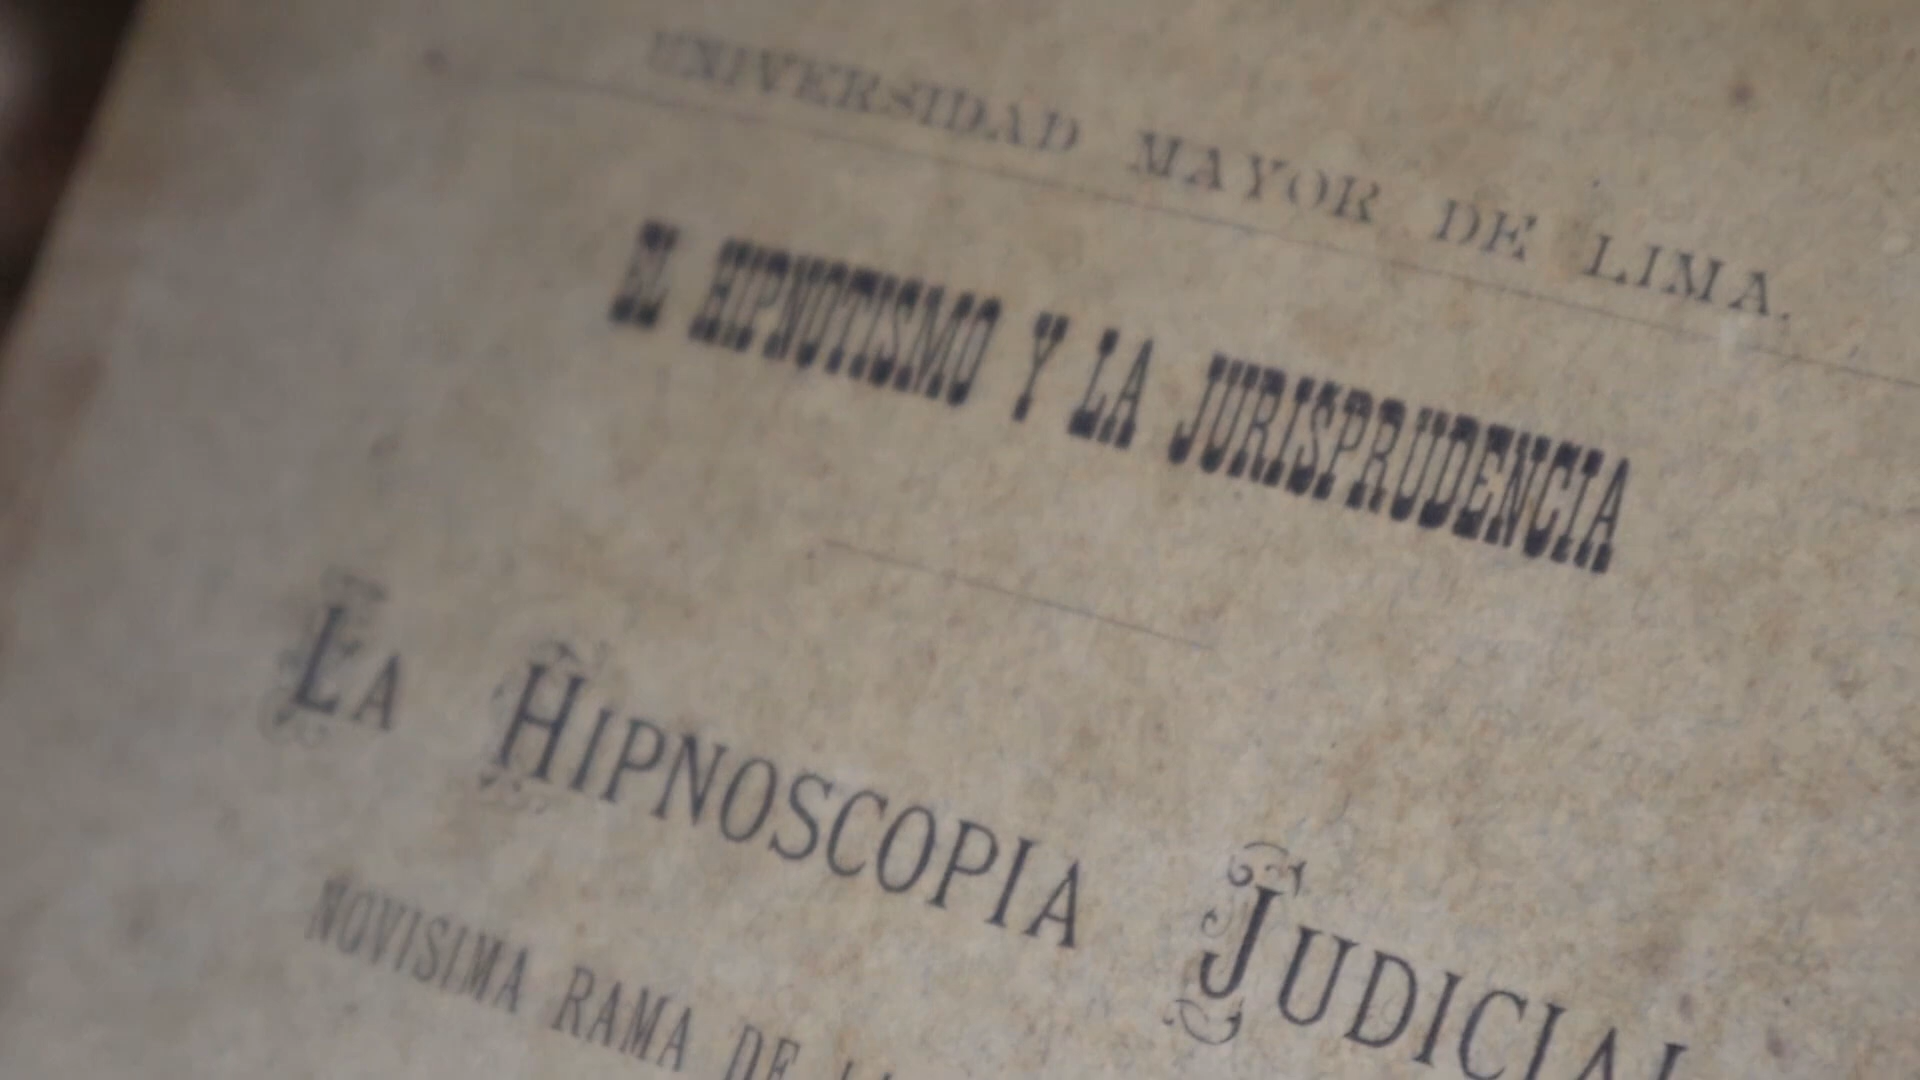 UNIVERSIDAD MAYOR DE LIMA.
EL HIPNOTISMO Y LA JURISPRUDENCIA
LA HIPNOSCOPIA JUDICIAL
NOVISIMA RAMA DE